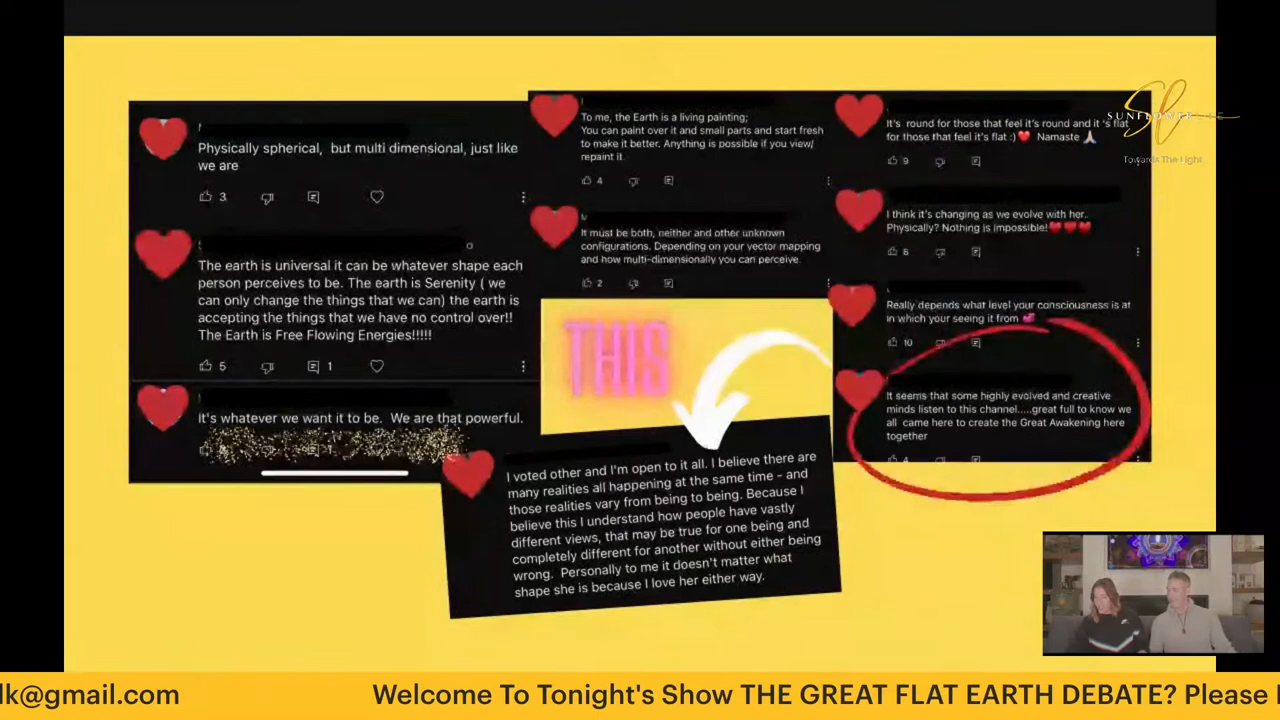 Physically spherical,  but multi dimensional, just like
we are
3
The earth is universal it can be whatever shape each
person perceives to be. The earth is Serenity ( we
can only change the things that we can) the earth is
accepting the things that we have no control over!!
The Earth is Free Flowing Energies!!!!!
5
1
It's whatever we want it to be.  We are that powerful.
To me, the Earth is a living painting;
You can paint over it and small parts and start fresh
to make it better. Anything is possible if you view/
repaint it.
4
It must be both, neither and other unknown
configurations. Depending on your vector mapping
and how multi-dimensionally you can perceive.
2
THIS
I voted other and I'm open to it all. I believe there are
many realities all happening at the same time - and
those realities vary from being to being. Because I
believe this I understand how people have vastly
different views, that may be true for one being and
completely different for another without either being
wrong.  Personally to me it doesn't matter what
shape she is because I love her either way.
It's  round for those that feel it's round and it 's flat
for those that feel it's flat :)❤️  Namaste 🙏
9
I think it's changing as we evolve with her..
Physically? Nothing is impossible!❤️❤️❤️
Really depends what level your consciousness is at
in which your seeing it from 💞
10
It seems that some highly evolved and creative
minds listen to this channel.....great full to know we
all  came here to create the Great Awakening here
together
4
Sl
Towards The Light
lk@gmail.com
Welcome To Tonight's Show THE GREAT FLAT EARTH DEBATE? Please